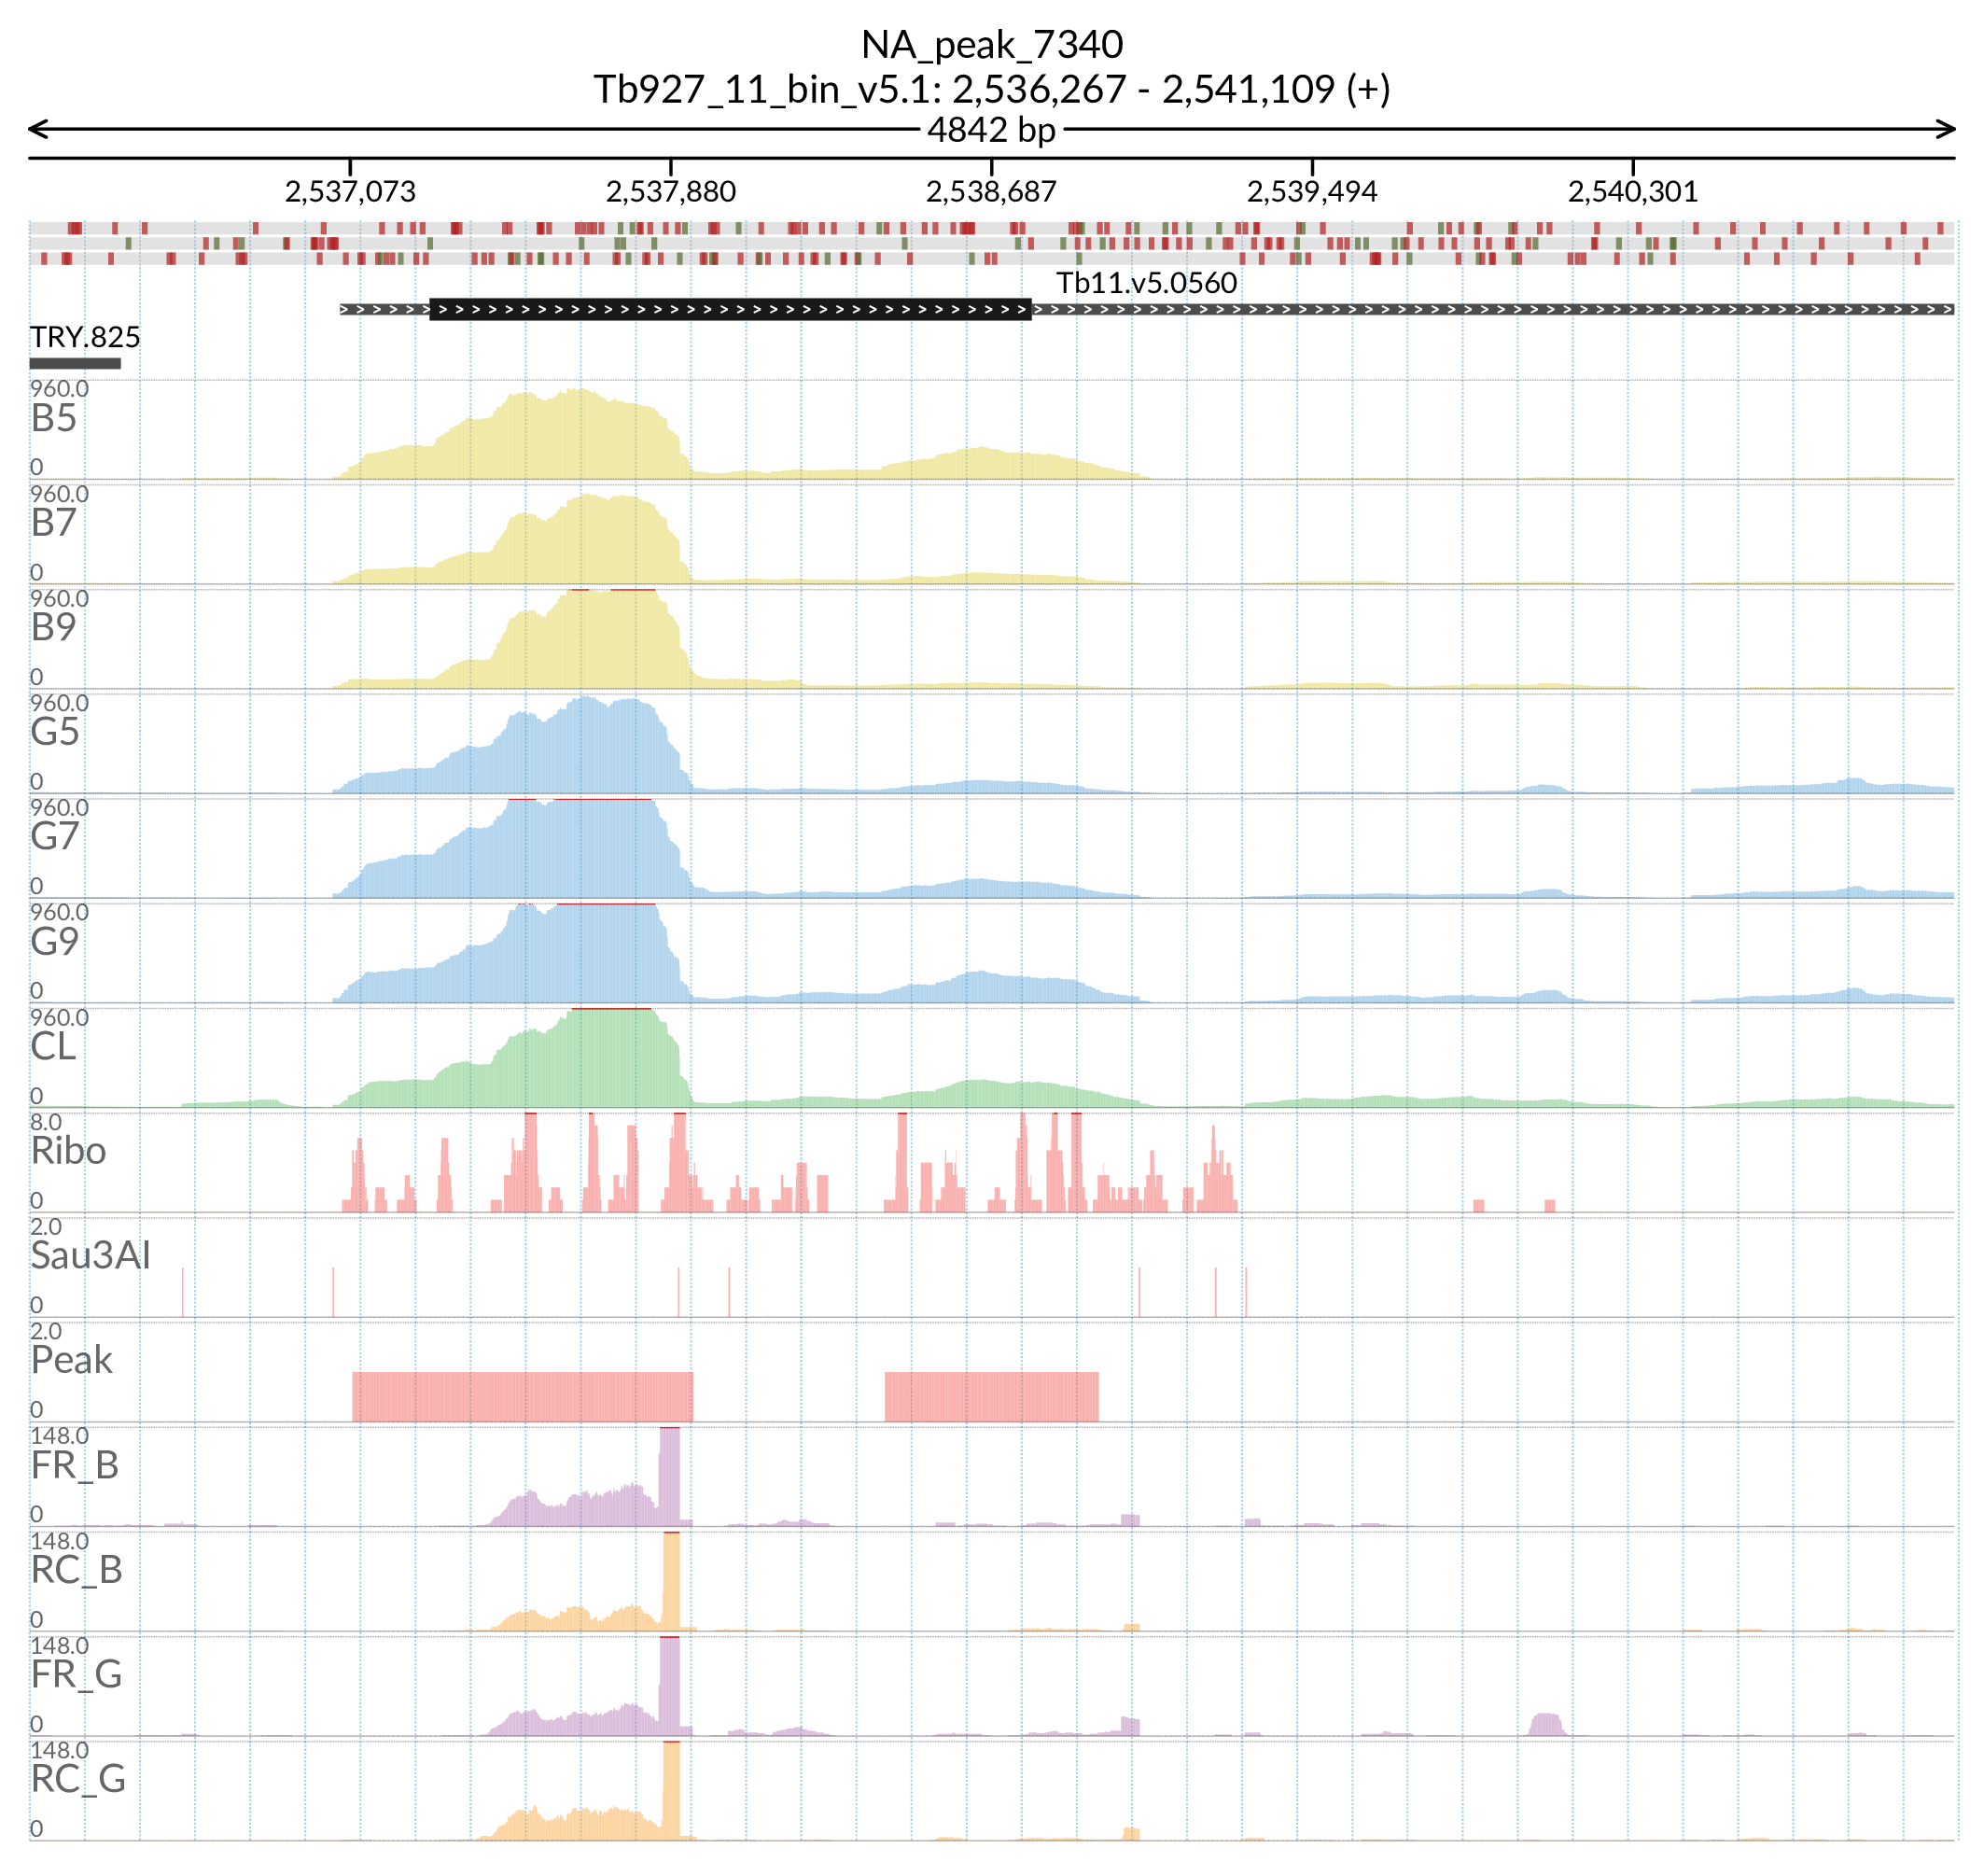 NA_peak_7340
Tb927_11_bin_v5.1: 2,536,267 - 2,541,109 (+)
4842 bp
2,537,073 2,537,880 2,538,687 2,539,494 2,540,301
Tb11.v5.0560
TRY.825
960.0
B5
0
960.0
B7
0
960.0
B9
0
960.0
G5
0
960.0
G7
0
960.0
G9
0
960.0
CL
0
8.0
Ribo
0
2.0
Sau3AI
0
2.0
Peak
0
148.0
FR_B
0
148.0
RC_B
0
148.0
FR_G
0
148.0
RC_G
0